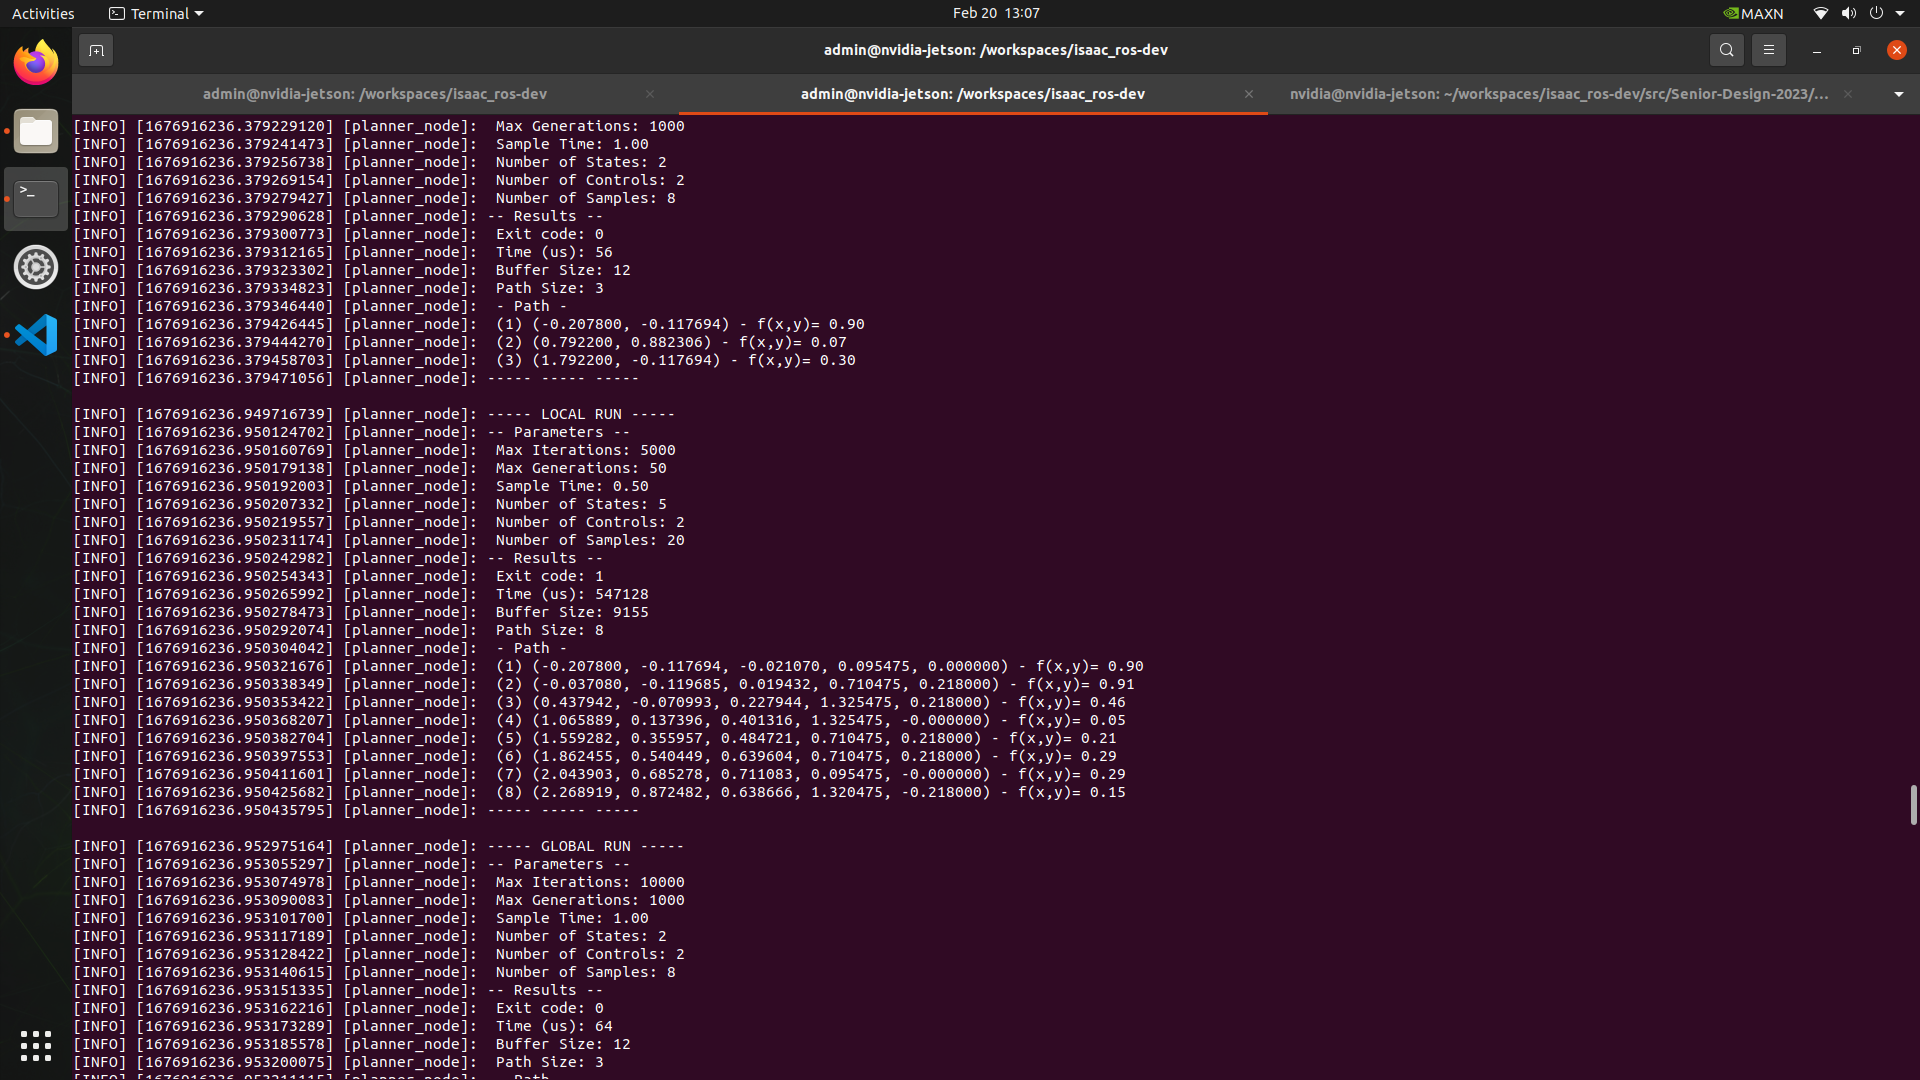 Activities
Terminal
Feb 20 13:07
MAXN
admin@nvidia-jetson: /workspaces/isaac_ros-dev
admin@nvidia-jetson: /workspaces/isaac_ros-dev
admin@nvidia-jetson: /workspaces/isaac_ros-dev
nvidia@nvidia-jetson: ~/workspaces/isaac_ros-dev/src/Senior-Design-2023/...
[INFO] [1676916236.379229120] [planner_node]:  Max Generations: 1000
[INFO] [1676916236.379241473] [planner_node]:  Sample Time: 1.00
[INFO] [1676916236.379256738] [planner_node]:  Number of States: 2
[INFO] [1676916236.379269154] [planner_node]:  Number of Controls: 2
[INFO] [1676916236.379279427] [planner_node]:  Number of Samples: 8
[INFO] [1676916236.379290628] [planner_node]: -- Results --
[INFO] [1676916236.379300773] [planner_node]:  Exit code: 0
[INFO] [1676916236.379312165] [planner_node]:  Time (us): 56
[INFO] [1676916236.379323302] [planner_node]:  Buffer Size: 12
[INFO] [1676916236.379334823] [planner_node]:  Path Size: 3
[INFO] [1676916236.379346440] [planner_node]:  - Path -
[INFO] [1676916236.379426445] [planner_node]:  (1) (-0.207800, -0.117694) - f(x,y)= 0.90
[INFO] [1676916236.379444270] [planner_node]:  (2) (0.792200, 0.882306) - f(x,y)= 0.07
[INFO] [1676916236.379458703] [planner_node]:  (3) (1.792200, -0.117694) - f(x,y)= 0.30
[INFO] [1676916236.379471056] [planner_node]: ----- ----- -----
[INFO] [1676916236.949716739] [planner_node]: ----- LOCAL RUN -----
[INFO] [1676916236.950124702] [planner_node]: -- Parameters --
[INFO] [1676916236.950160769] [planner_node]:  Max Iterations: 5000
[INFO] [1676916236.950179138] [planner_node]:  Max Generations: 50
[INFO] [1676916236.950192003] [planner_node]:  Sample Time: 0.50
[INFO] [1676916236.950207332] [planner_node]:  Number of States: 5
[INFO] [1676916236.950219557] [planner_node]:  Number of Controls: 2
[INFO] [1676916236.950231174] [planner_node]:  Number of Samples: 20
[INFO] [1676916236.950242982] [planner_node]: -- Results --
[INFO] [1676916236.950254343] [planner_node]:  Exit code: 1
[INFO] [1676916236.950265992] [planner_node]:  Time (us): 547128
[INFO] [1676916236.950278473] [planner_node]:  Buffer Size: 9155
[INFO] [1676916236.950292074] [planner_node]:  Path Size: 8
[INFO] [1676916236.950304042] [planner_node]:  - Path -
[INFO] [1676916236.950321676] [planner_node]:  (1) (-0.207800, -0.117694, -0.021070, 0.095475, 0.000000) - f(x,y)= 0.90
[INFO] [1676916236.950338349] [planner_node]:  (2) (-0.037080, -0.119685, 0.019432, 0.710475, 0.218000) - f(x,y)= 0.91
[INFO] [1676916236.950353422] [planner_node]:  (3) (0.437942, -0.070993, 0.227944, 1.325475, 0.218000) - f(x,y)= 0.46
[INFO] [1676916236.950368207] [planner_node]:  (4) (1.065889, 0.137396, 0.401316, 1.325475, -0.000000) - f(x,y)= 0.05
[INFO] [1676916236.950382704] [planner_node]:  (5) (1.559282, 0.355957, 0.484721, 0.710475, 0.218000) - f(x,y)= 0.21
[INFO] [1676916236.950397553] [planner_node]:  (6) (1.862455, 0.540449, 0.639604, 0.710475, 0.218000) - f(x,y)= 0.29
[INFO] [1676916236.950411601] [planner_node]:  (7) (2.043903, 0.685278, 0.711083, 0.095475, -0.000000) - f(x,y)= 0.29
[INFO] [1676916236.950425682] [planner_node]:  (8) (2.268919, 0.872482, 0.638666, 1.320475, -0.218000) - f(x,y)= 0.15
[INFO] [1676916236.950435795] [planner_node]: ----- ----- -----
[INFO] [1676916236.952975164] [planner_node]: ----- GLOBAL RUN -----
[INFO] [1676916236.953055297] [planner_node]: -- Parameters --
[INFO] [1676916236.953074978] [planner_node]:  Max Iterations: 10000
[INFO] [1676916236.953090083] [planner_node]:  Max Generations: 1000
[INFO] [1676916236.953101700] [planner_node]:  Sample Time: 1.00
[INFO] [1676916236.953117189] [planner_node]:  Number of States: 2
[INFO] [1676916236.953128422] [planner_node]:  Number of Controls: 2
[INFO] [1676916236.953140615] [planner_node]:  Number of Samples: 8
[INFO] [1676916236.953151335] [planner_node]: -- Results --
[INFO] [1676916236.953162216] [planner_node]:  Exit code: 0
[INFO] [1676916236.953173289] [planner_node]:  Time (us): 64
[INFO] [1676916236.953185578] [planner_node]:  Buffer Size: 12
[INFO] [1676916236.953200075] [planner_node]:  Path Size: 3